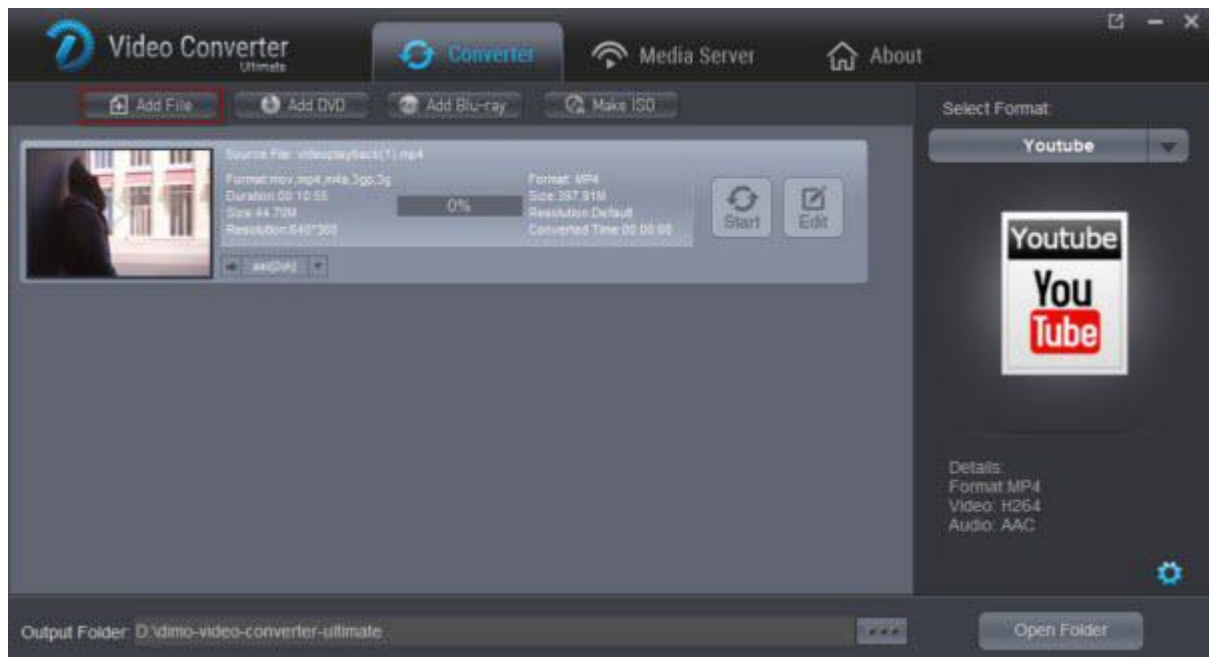 Video Converter
Ultimate
Converter
Media Server
About
Add File
Add DVD
Add Blu-ray
Make ISO
Select Format:
Youtube
Source File: videoplayback(1).mp4
Format:mov,mp4,m4a,3gp,3g
Duration:00:10:55
Size:44.79M
Resolution:640*360
0%
Format: MP4
Size:397.91M
Resolution:Default
Converted Time:00:00:00
Start
Edit
Youtube
You
Tube
Details:
Format:MP4
Video: H264
Audio: AAC
Output Folder: D:\dimo-video-converter-ultimate
Open Folder